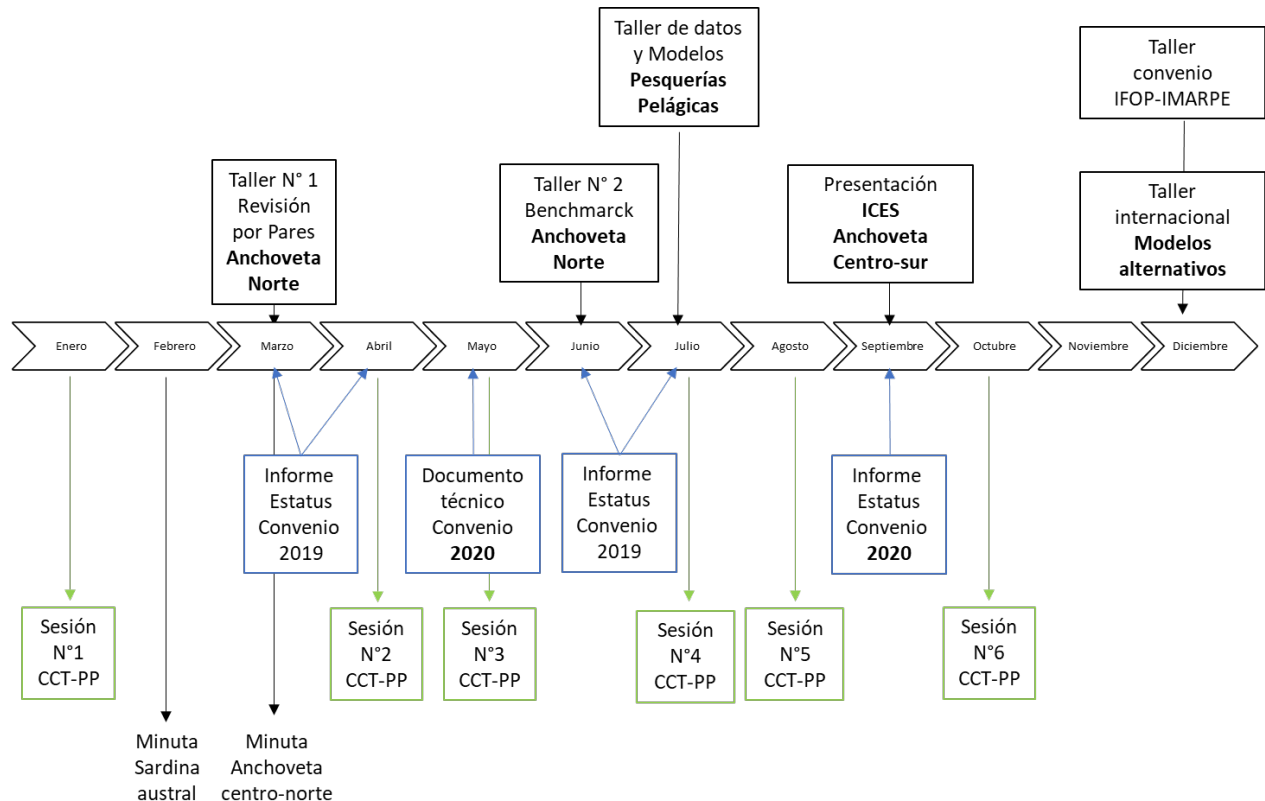 Taller de datos
y Modelos
Pesquerías
Pelágicas
Taller
convenio
IFOP-IMARPE
Taller N° 1
Revisión
por Pares
Anchoveta
Norte
Taller N° 2
Benchmarck
Anchoveta
Norte
Presentación
ICES
Anchoveta
Centro-sur
Taller
internacional
Modelos
alternativos
Enero
Febrero
Marzo
Abril
Mayo
Junio
Julio
Agosto
Septiembre
Octubre
Noviembre
Diciembre
Informe
Estatus
Convenio
2019
Documento
técnico
Convenio
2020
Informe
Estatus
Convenio
2019
Informe
Estatus
Convenio
2020
Sesión
N°1
CCT-PP
Sesión
N°2
CCT-PP
Sesión
N°3
CCT-PP
Sesión
N°4
CCT-PP
Sesión
N°5
CCT-PP
Sesión
N°6
CCT-PP
Minuta
Sardina
austral
Minuta
Anchoveta
centro-norte